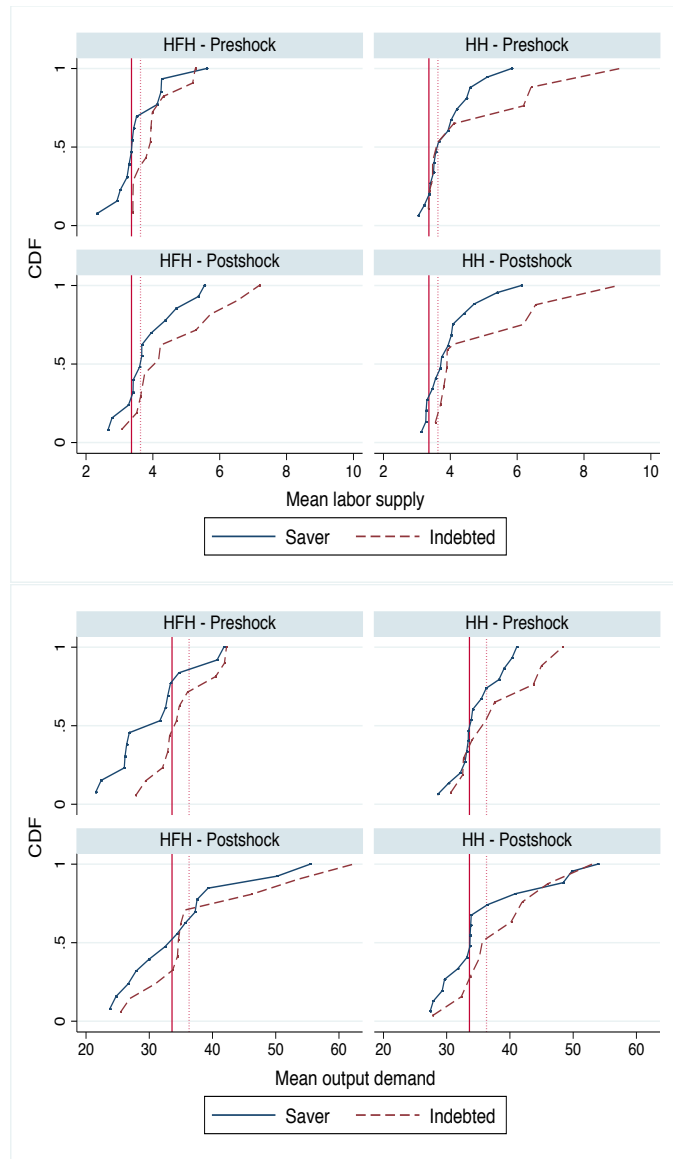 HFH - Preshock HH - Preshock
1
.5
0
HFH - Postshock HH - Postshock
1
.5
0
CDF
2 4 6 8 10 2 4 6 8 10
Mean labor supply
Saver Indebted
HFH - Preshock HH - Preshock
1
.5
0
HFH - Postshock HH - Postshock
1
.5
0
CDF
20 30 40 50 60 20 30 40 50 60
Mean output demand
Saver Indebted